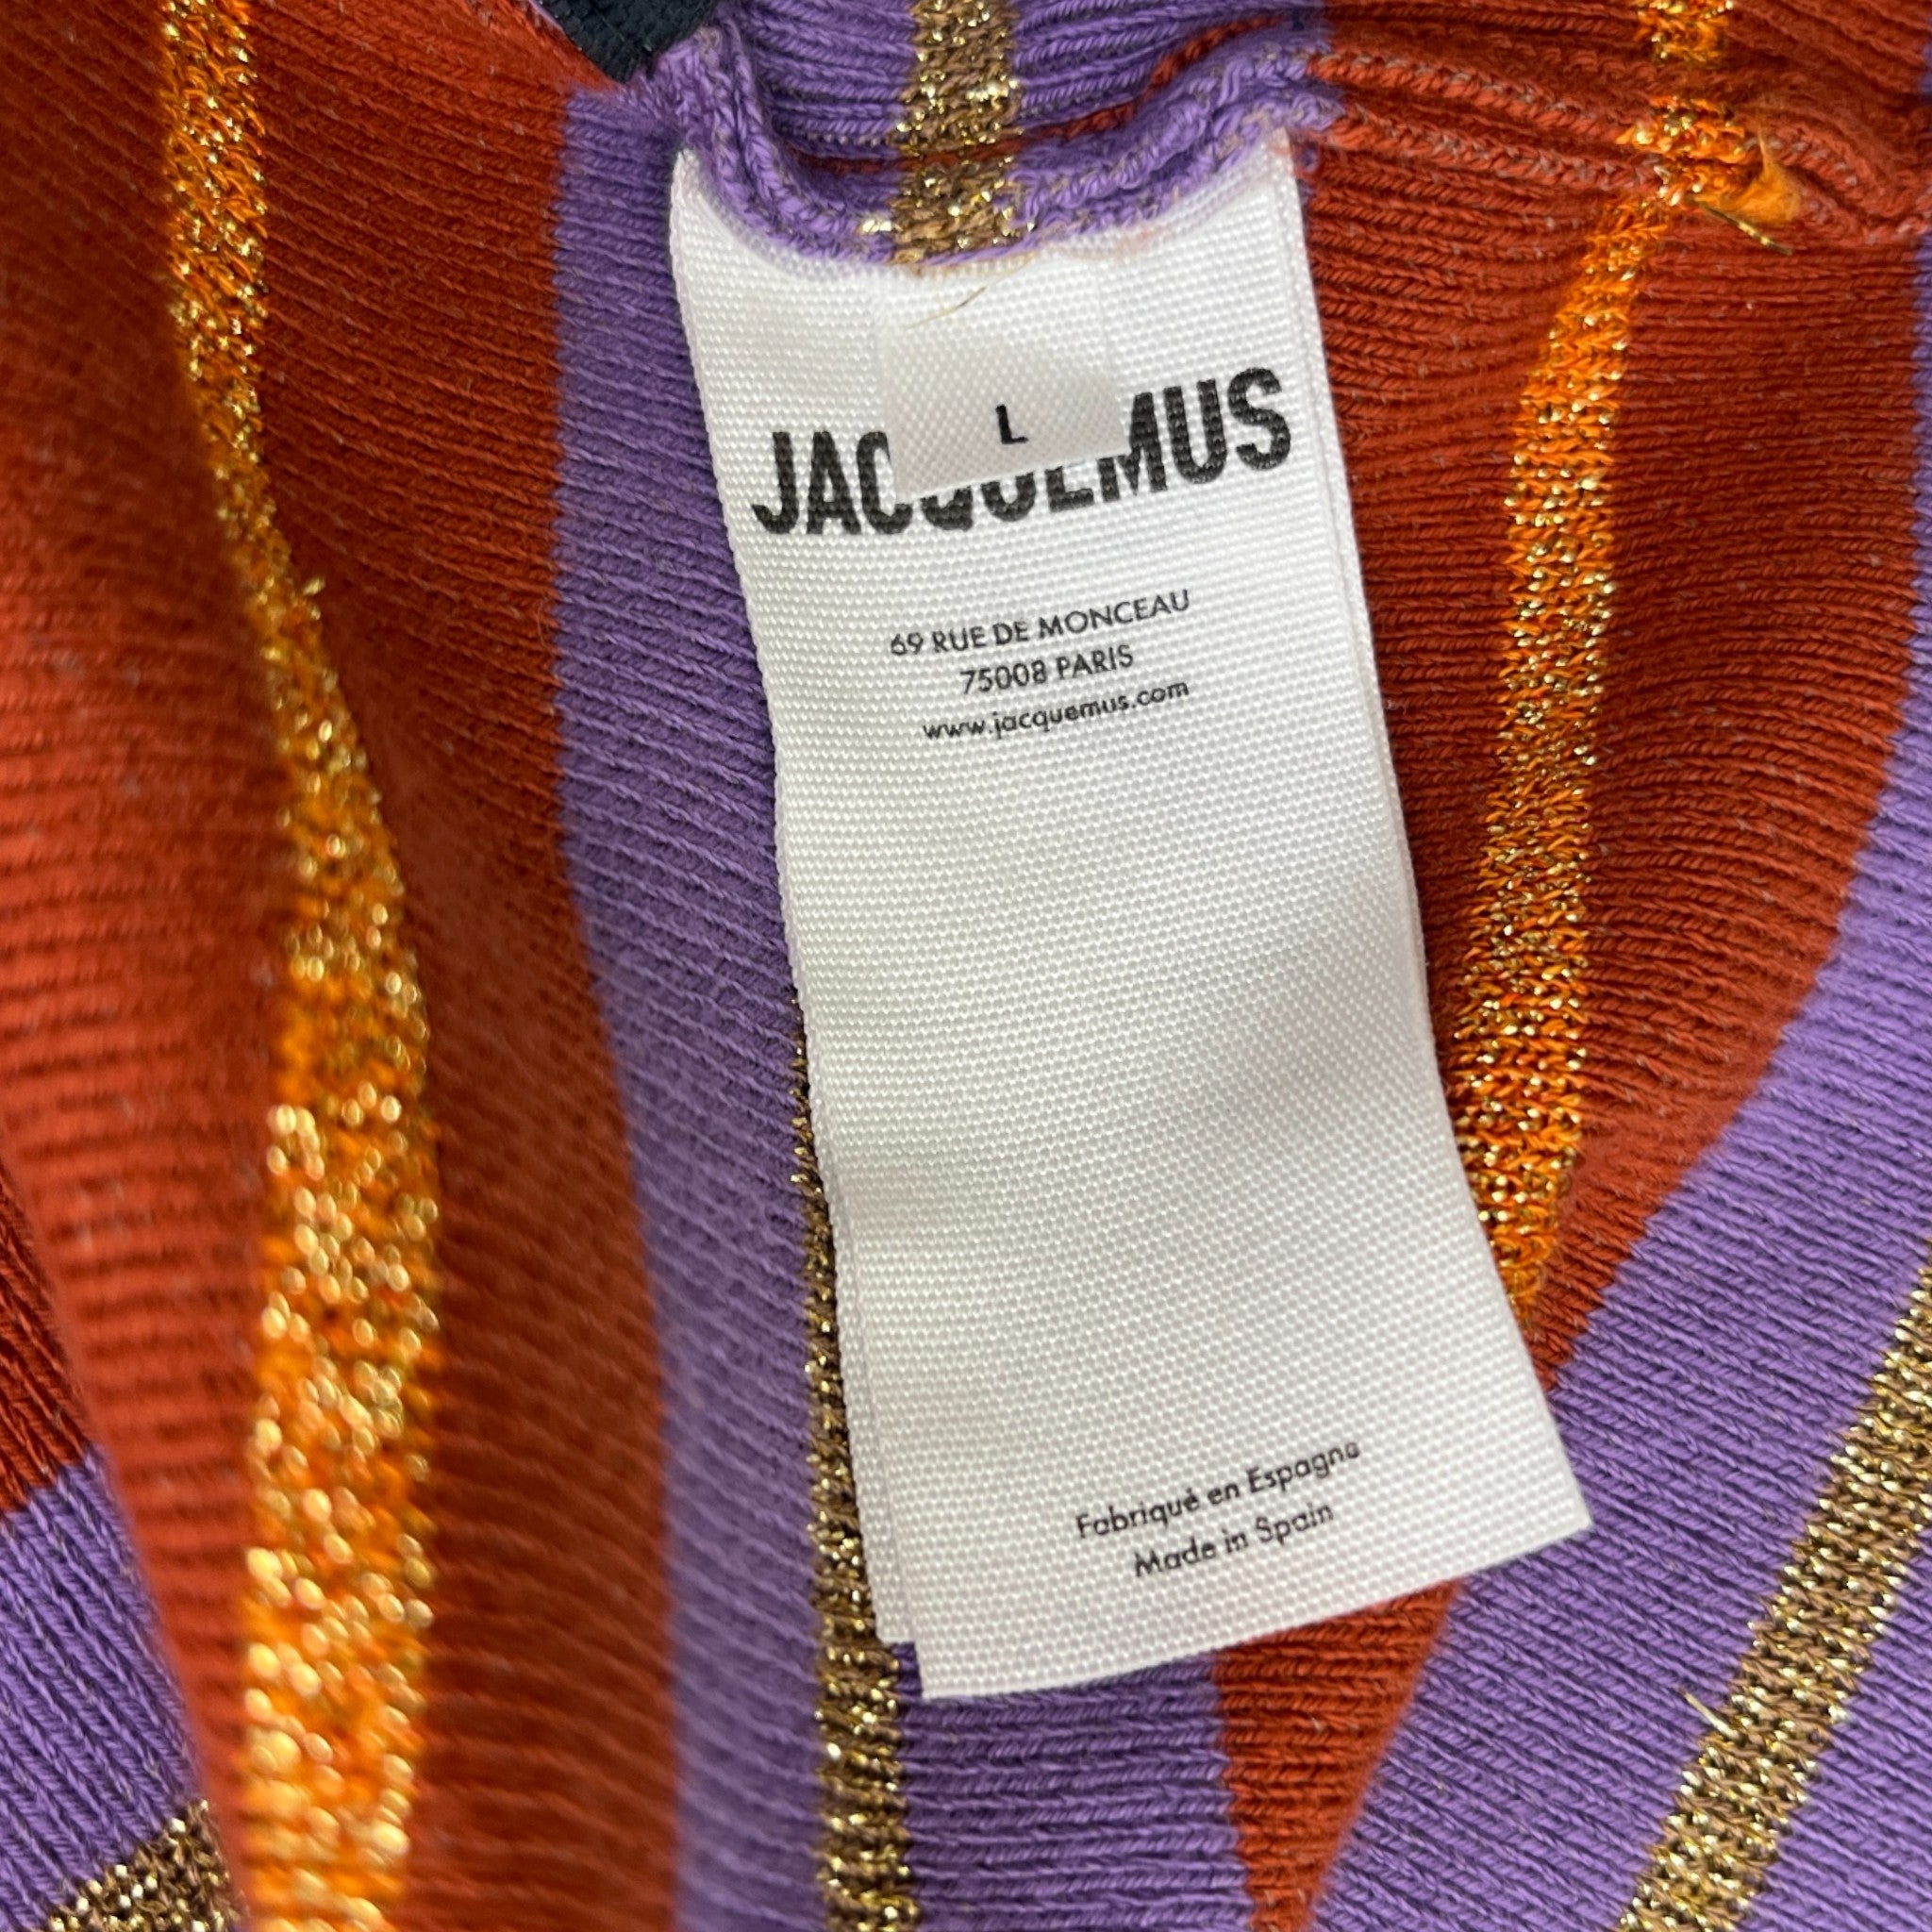 L
JACQUEMUS
69 RUE DE MONCEAU
75008 PARIS
www.jacquemus.com
Fabriqué en Espagne
Made in Spain